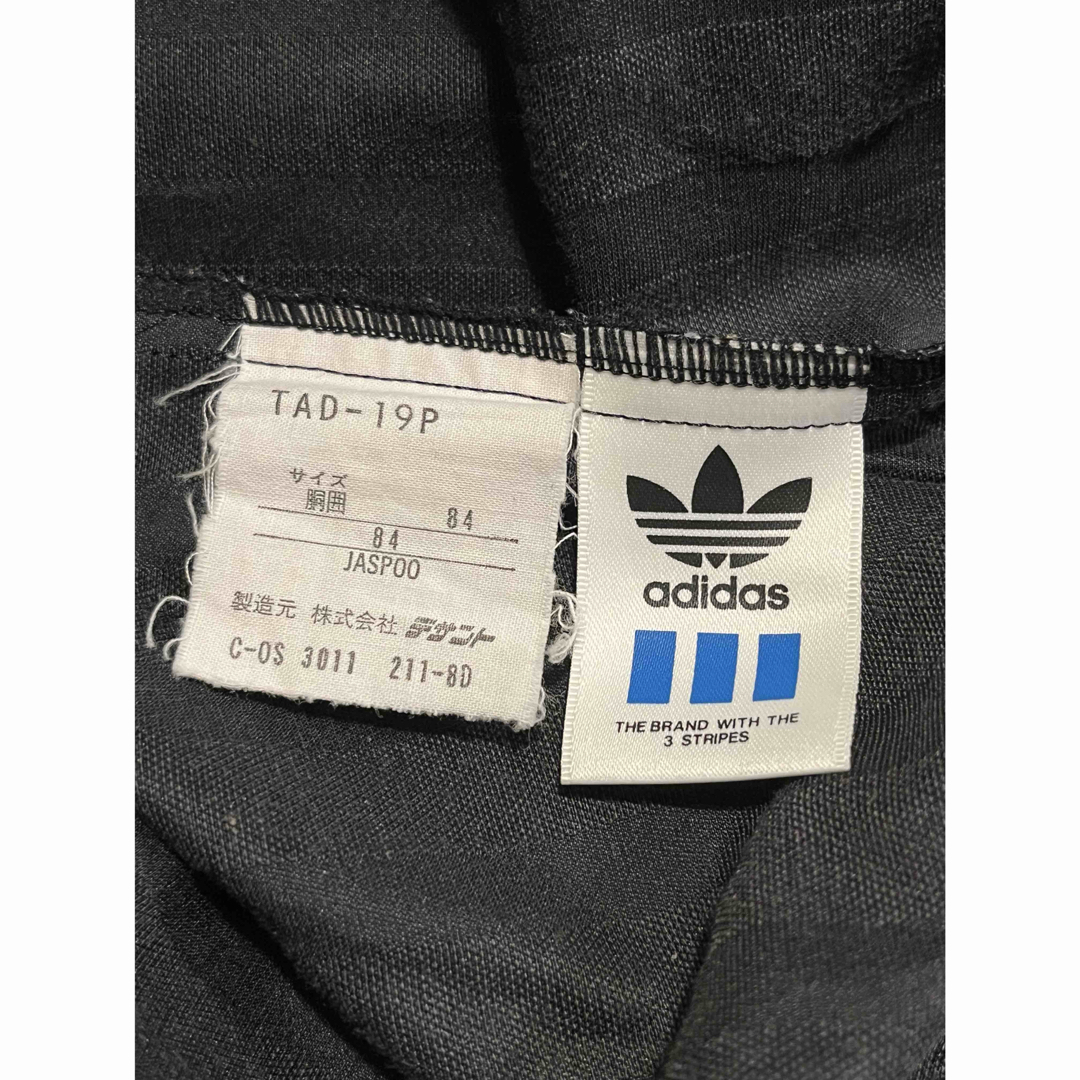 TAD-19P
サイズ
胴囲 84
84
JASPOO
製造元 株式会社 デサント
C-OS 3011 211-8D
adidas
THE BRAND WITH THE
3 STRIPES